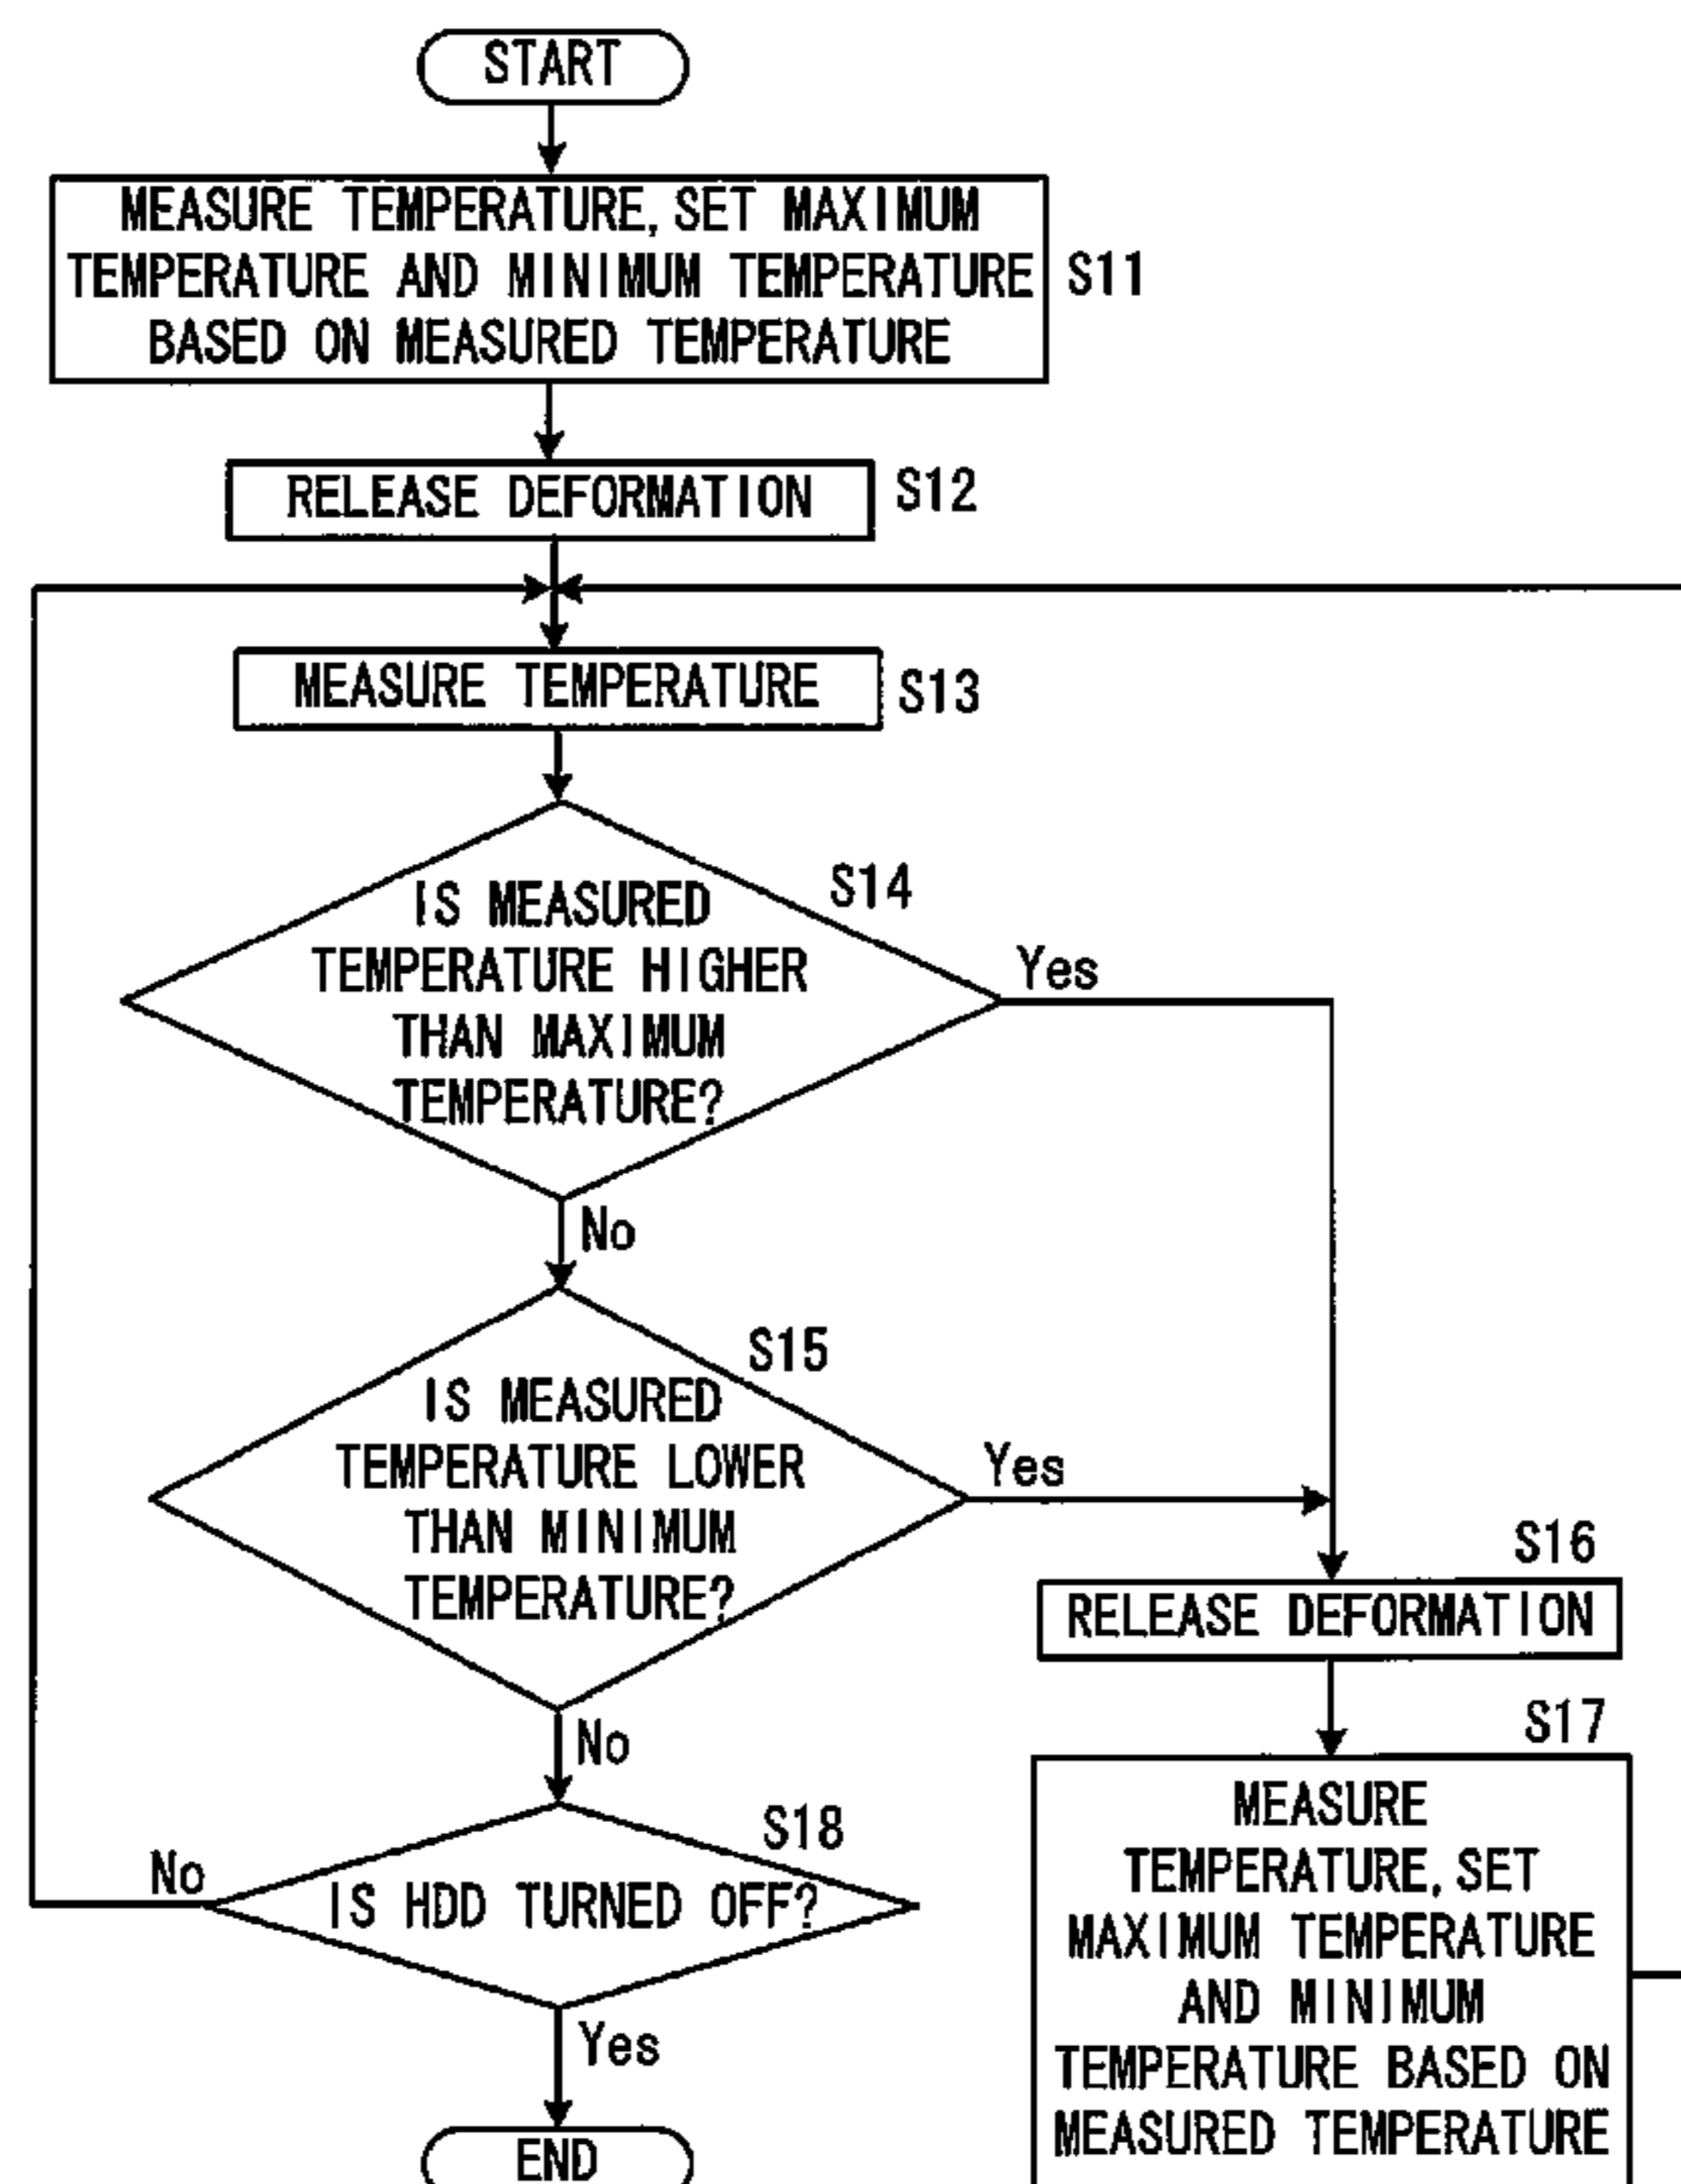 START
MEASURE TEMPERATURE, SET MAXIMUM
TEMPERATURE AND MINIMUM TEMPERATURE
BASED ON MEASURED TEMPERATURE
S11
RELEASE DEFORMATION
S12
MEASURE TEMPERATURE
S13
S14
IS MEASURED
TEMPERATURE HIGHER
THAN MAXIMUM
TEMPERATURE?
Yes
No
S15
IS MEASURED
TEMPERATURE LOWER
THAN MINIMUM
TEMPERATURE?
Yes
No
S16
RELEASE DEFORMATION
S17
MEASURE
TEMPERATURE, SET
MAXIMUM TEMPERATURE
AND MINIMUM
TEMPERATURE BASED ON
MEASURED TEMPERATURE
S18
IS HDD TURNED OFF?
No
Yes
END